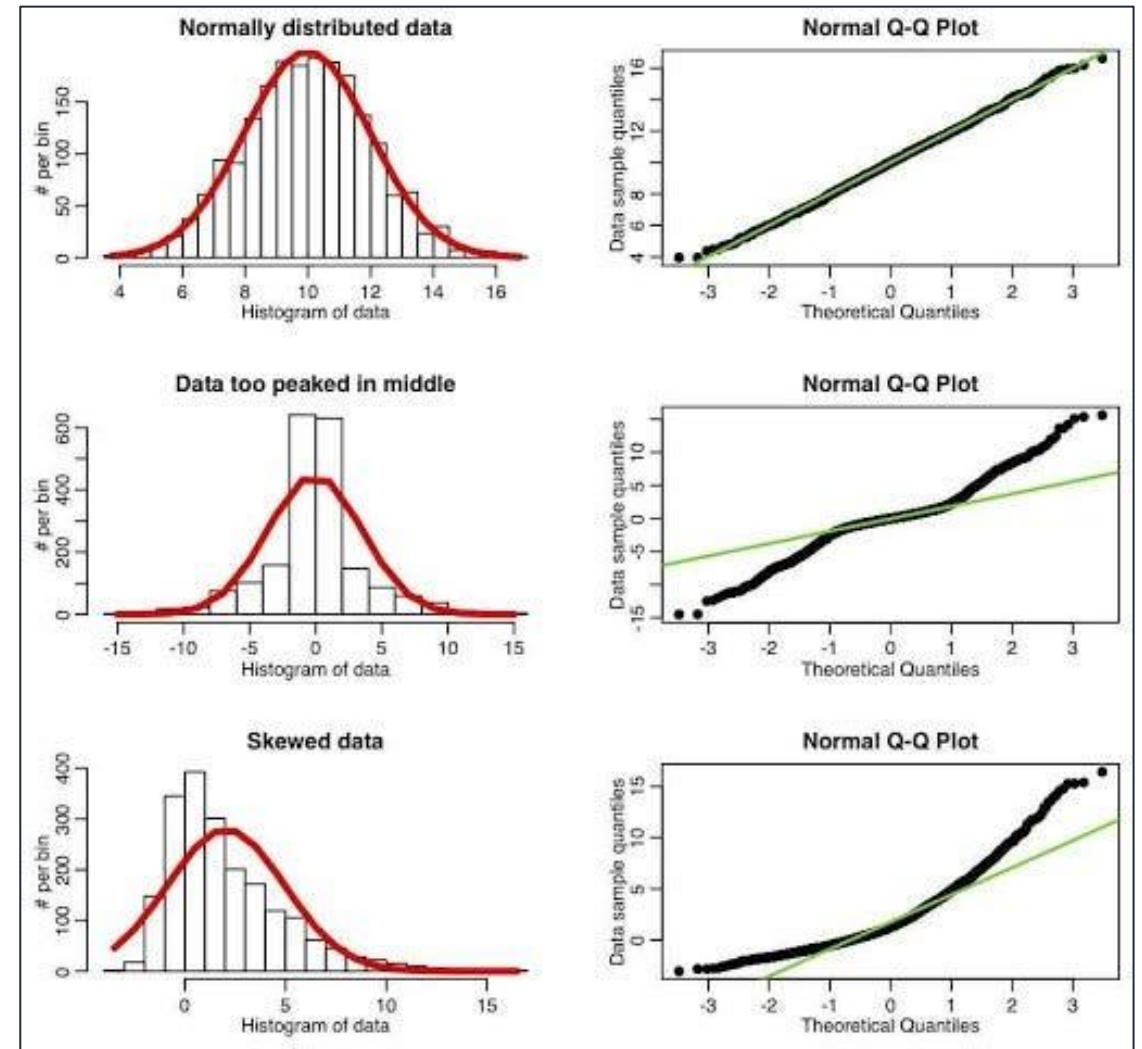 Normally distributed data
# per bin
0 50 100 150
4 6 8 10 12 14 16
Histogram of data
Normal Q-Q Plot
Data sample quantiles
4 6 8 12 16
-3 -2 -1 0 1 2 3
Theoretical Quantiles
Data too peaked in middle
# per bin
0 200 400 600
-15 -10 -5 0 5 10 15
Histogram of data
Normal Q-Q Plot
Data sample quantiles
-15 -5 0 5 10
-3 -2 -1 0 1 2 3
Theoretical Quantiles
Skewed data
# per bin
0 100 200 300 400
0 5 10 15
Histogram of data
Normal Q-Q Plot
Data sample quantiles
0 5 10 15
-3 -2 -1 0 1 2 3
Theoretical Quantiles